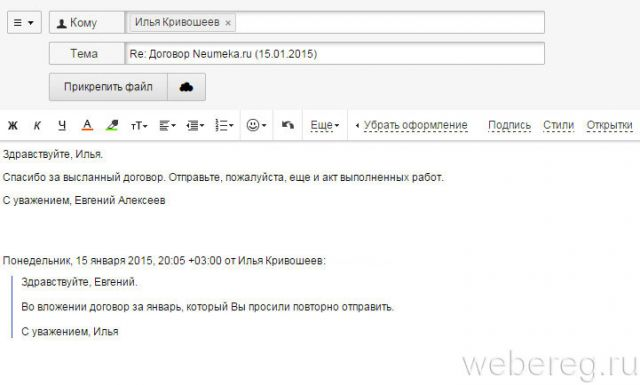 Кому Илья Кривошеев ×
Тема Re: Договор Neumeka.ru (15.01.2015)
Прикрепить файл
Ж К Ч A тТ Еще Убрать оформление Подпись Стили Открытки
Здравствуйте, Илья.
Спасибо за высланный договор. Отправьте, пожалуйста, еще и акт выполненных работ.
С уважением, Евгений Алексеев
Понедельник, 15 января 2015, 20:05 +03:00 от Илья Кривошеев:
Здравствуйте, Евгений.
Во вложении договор за январь, который Вы просили повторно отправить.
С уважением, Илья
webereg.ru